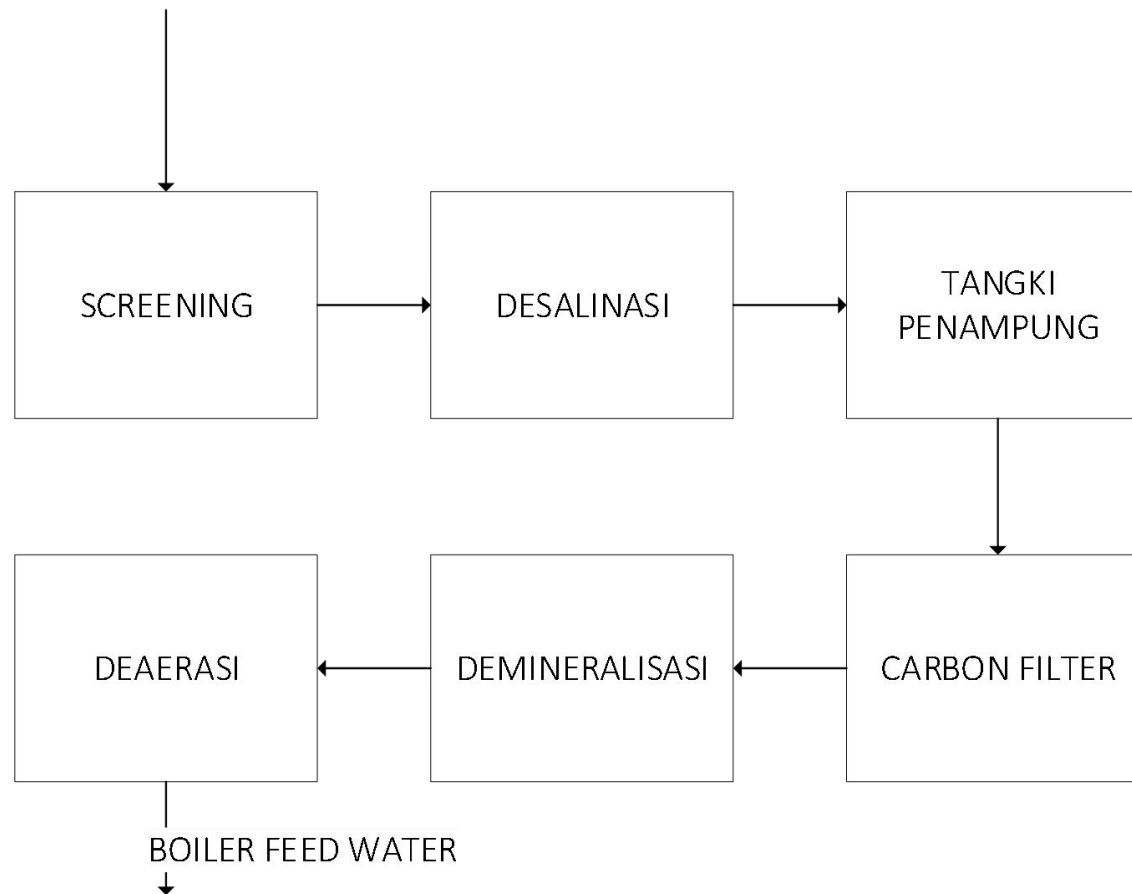 SCREENING
DESALINASI
TANGKI
PENAMPUNG
DEAERASI
DEMINERALISASI
CARBON FILTER
BOILER FEED WATER